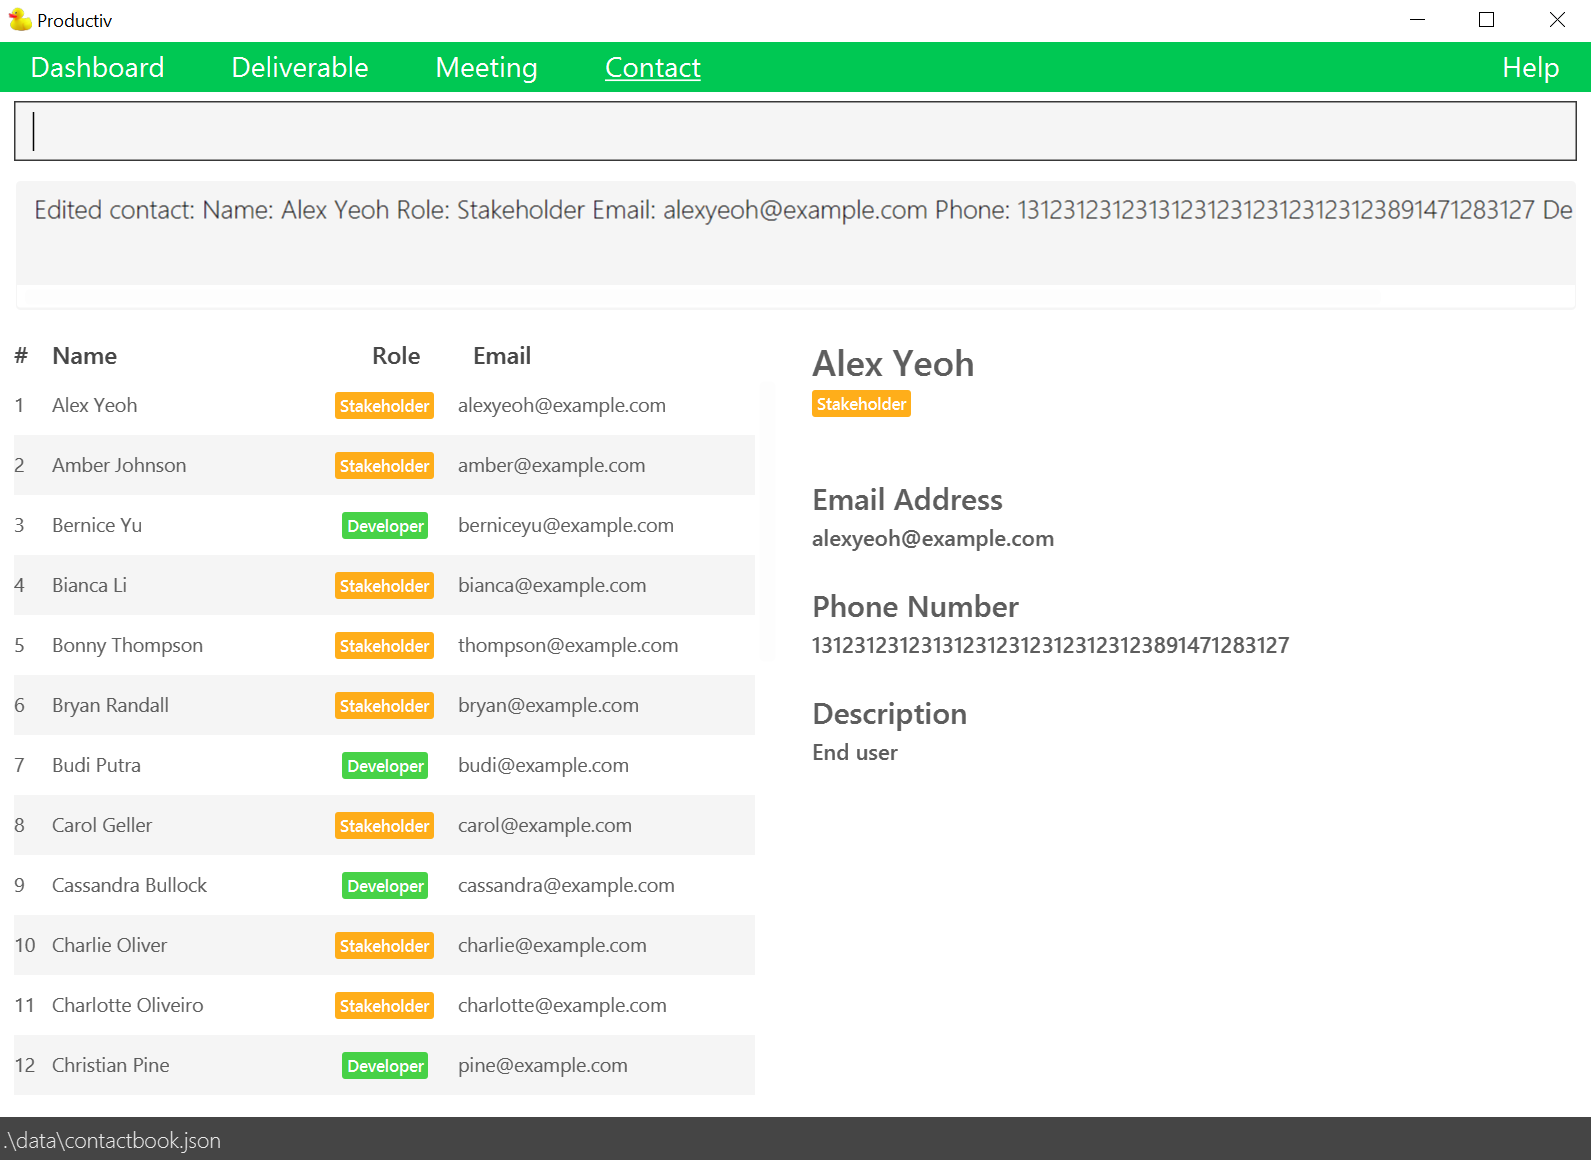 Productiv
Dashboard Deliverable Meeting Contact Help
Edited contact: Name: Alex Yeoh Role: Stakeholder Email: alexyeoh@example.com Phone: 13123123123131231231231231231238914712831​27 De
# Name Role Email
1 Alex Yeoh Stakeholder alexyeoh@example.com
2 Amber Johnson Stakeholder amber@example.com
3 Bernice Yu Developer berniceyu@example.com
4 Bianca Li Stakeholder bianca@example.com
5 Bonny Thompson Stakeholder thompson@example.com
6 Bryan Randall Stakeholder bryan@example.com
7 Budi Putra Developer budi@example.com
8 Carol Geller Stakeholder carol@example.com
9 Cassandra Bullock Developer cassandra@example.com
10 Charlie Oliver Stakeholder charlie@example.com
11 Charlotte Oliveiro Stakeholder charlotte@example.com
12 Christian Pine Developer pine@example.com
Alex Yeoh
Stakeholder
Email Address
alexyeoh@example.com
Phone Number
131231231231312312312312312323891471283127
Description
End user
.\data\contactbook.json